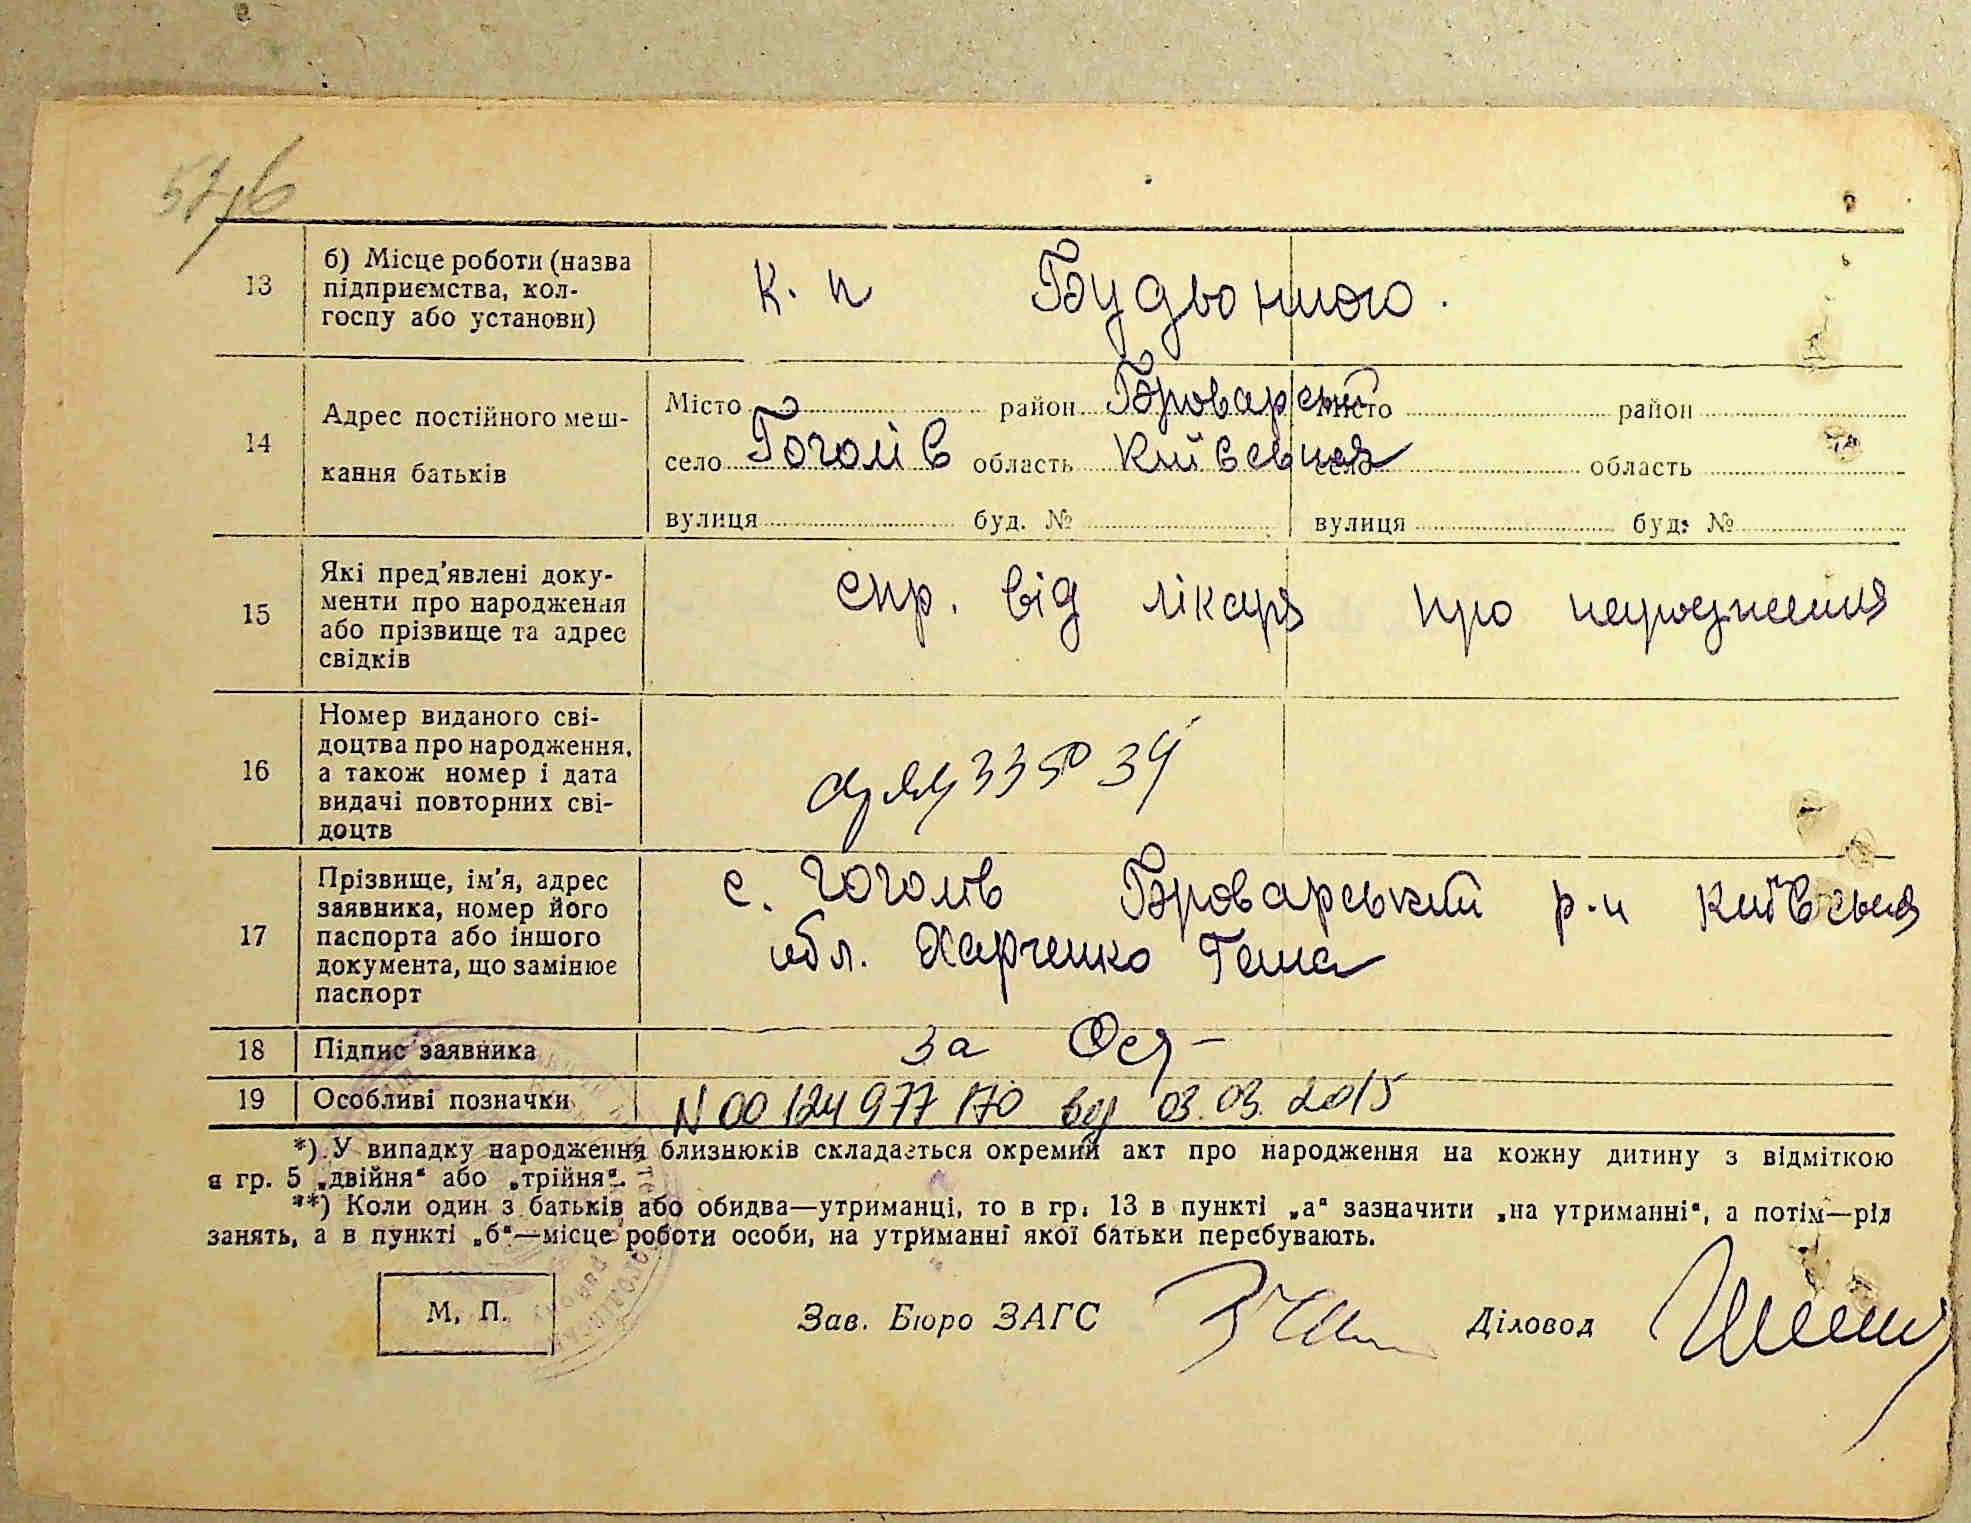 13
б) Місце роботи (назва
підприємства, кол-
госпу або установи)
к. п Будьонного.
14
Адрес постійного меш-
кання батьків
Місто район Броварськ Місто район
село Гоголів область Київська село область
вулиця буд. № вулиця буд: №
15
Які пред'явлені доку-
менти про народження
або прізвище та адрес
свідків
спр. від лікаря про народження
16
Номер виданого сві-
доцтва про народження,
а також номер і дата
видачі повторних сві-
доцтв
17
Прізвище, ім'я, адрес
заявника, номер його
паспорта або іншого
документа, що замінює
паспорт
с. Гоголів Броварський р-н Київська
обл. Харченко
18 Підпис заявника за
19 Особливі позначки N 00124977170 від 03.03.2015
*) У випадку народження близнюків складається окремий акт про народження на кожну дитину з відміткою
в гр. 5 „двійня“ або „трійня“.
**) Коли один з батьків або обидва—утриманці, то в гр. 13 в пункті „а“ зазначити „на утриманні“, а потім—рід
занять, а в пункті „б“—місце роботи особи, на утриманні якої батьки перебувають.
М. П.
Зав. Бюро ЗАГС Діловод